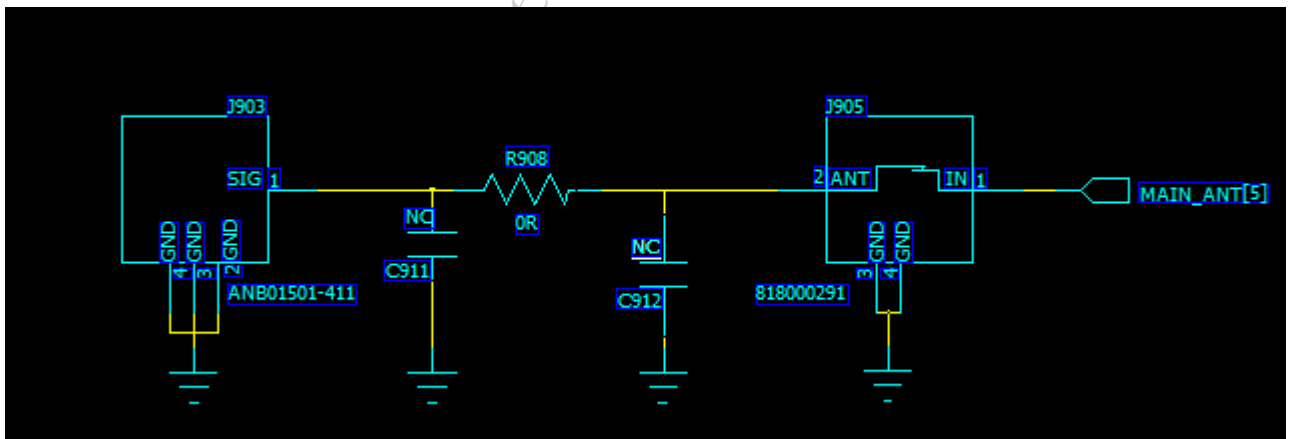 J903
SIG 1
GND
GND
GND
4
3
2
ANB01501-411
NC
C911
R908
0R
NC
C912
J905
2 ANT
IN 1
GND
GND
3
4
818000291
MAIN_ANT[5]